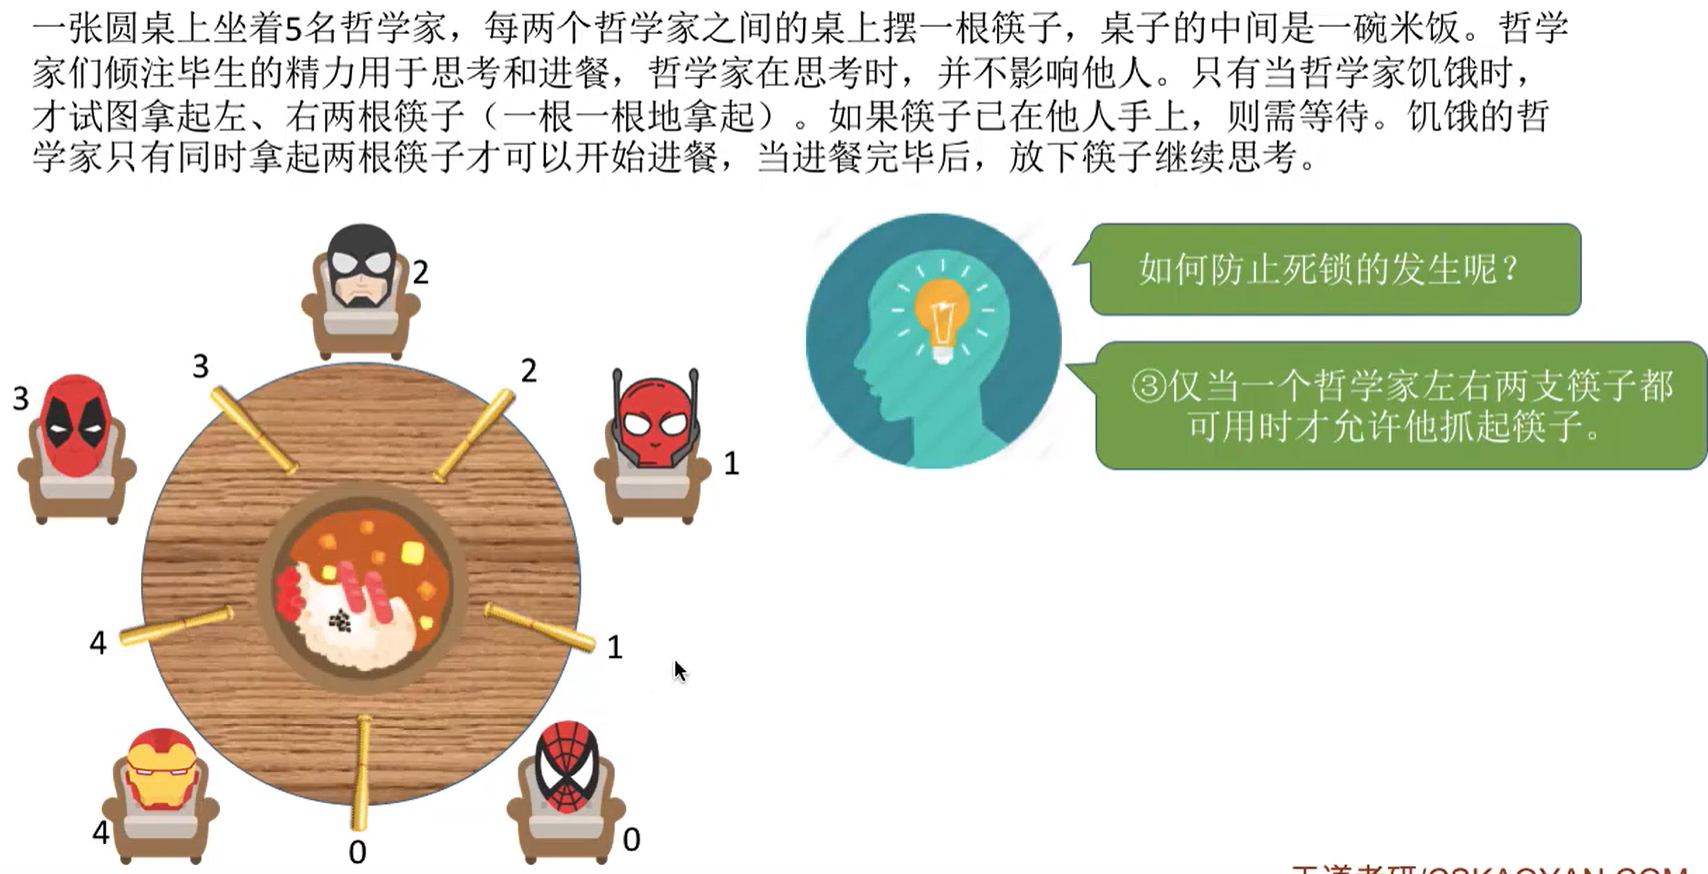 一张圆桌上坐着5名哲学家，每两个哲学家之间的桌上摆一根筷子，桌子的中间是一碗米饭。哲学
家们倾注毕生的精力用于思考和进餐，哲学家在思考时，并不影响他人。只有当哲学家饥饿时，
才试图拿起左、右两根筷子（一根一根地拿起）。如果筷子已在他人手上，则需等待。饥饿的哲
学家只有同时拿起两根筷子才可以开始进餐，当进餐完毕后，放下筷子继续思考。
如何防止死锁的发生呢？
③仅当一个哲学家左右两支筷子都
可用时才允许他抓起筷子。
2
3
2
3
1
4
1
4
0
0
王道考研/CSKAOYAN.COM